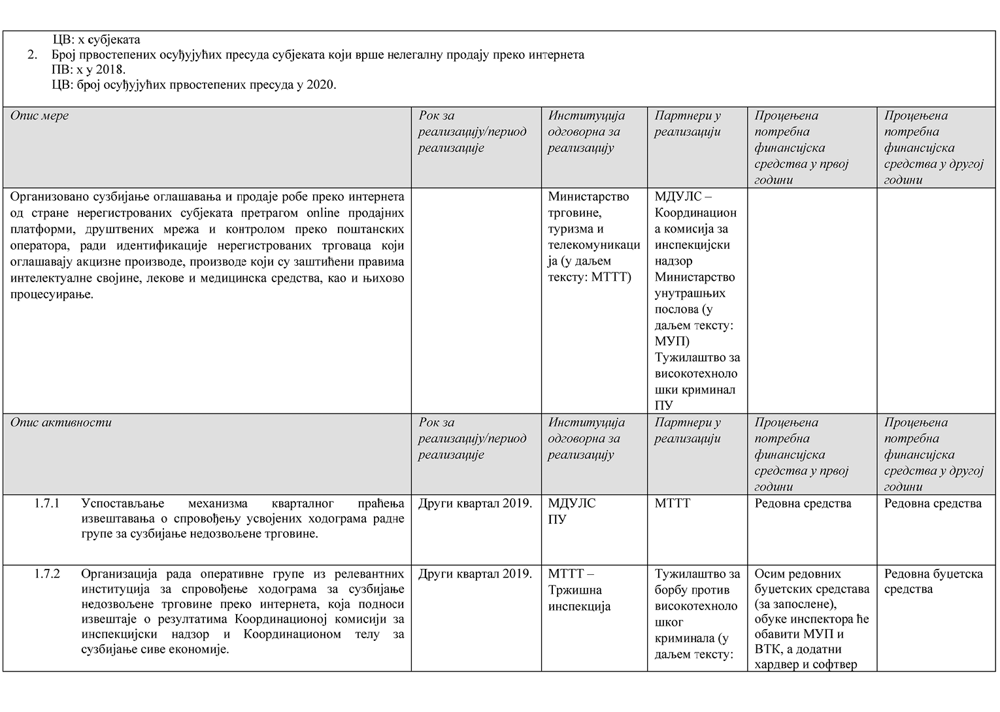 ЦВ: x субјеката
2. Број првостепених осуђујућих пресуда субјеката који врше нелегалну продају преко интернета
ПВ: x у 2018.
ЦВ: број осуђујућих првостепених пресуда у 2020.
Опис мере
Рок за
реализацију/период
реализације
Институција
одговорна за
реализацију
Партнери у
реализацији
Процењена
потребна
финансијска
средства у првој
години
Процењена
потребна
финансијска
средства у другој
години
Организовано сузбијање оглашавања и продаје робе преко интернета
од стране нерегистрованих субјеката претрагом online продајних
платформи, друштвених мрежа и контролом преко поштанских
оператора, ради идентификације нерегистрованих трговаца који
оглашавају акцизне производе, производе који су заштићени правима
интелектуалне својине, лекове и медицинска средства, као и њихово
процесуирање.
Министарство
трговине,
туризма и
телекомуникаци
ја (у даљем
тексту: МТТТ)
МДУЛС –
Координацион
а комисија за
инспекцијски
надзор
Министарство
унутрашњих
послова (у
даљем тексту:
МУП)
Тужилаштво за
високотехноло
шки криминал
ПУ
Опис активности
Рок за
реализацију/период
реализације
Институција
одговорна за
реализацију
Партнери у
реализацији
Процењена
потребна
финансијска
средства у првој
години
Процењена
потребна
финансијска
средства у другој
години
1.7.1 Успостављање механизма кварталног праћења
извештавања о спровођењу усвојених ходограма радне
групе за сузбијање недозвољене трговине.
Други квартал 2019.
МДУЛС
ПУ
МТТТ
Редовна средства
Редовна средства
1.7.2 Организација рада оперативне групе из релевантних
институција за спровођење ходограма за сузбијање
недозвољене трговине преко интернета, која подноси
извештаје о резултатима Координационој комисији за
инспекцијски надзор и Координационом телу за
сузбијање сиве економије.
Други квартал 2019.
МТТТ –
Тржишна
инспекција
Тужилаштво за
борбу против
високотехноло
шког
криминала (у
даљем тексту:
Осим редовних
буџетских средстава
(за запослене),
обуке инспектора ће
обавити МУП и
ВТК, а додатни
хардвер и софтвер
Редовна буџетска
средства